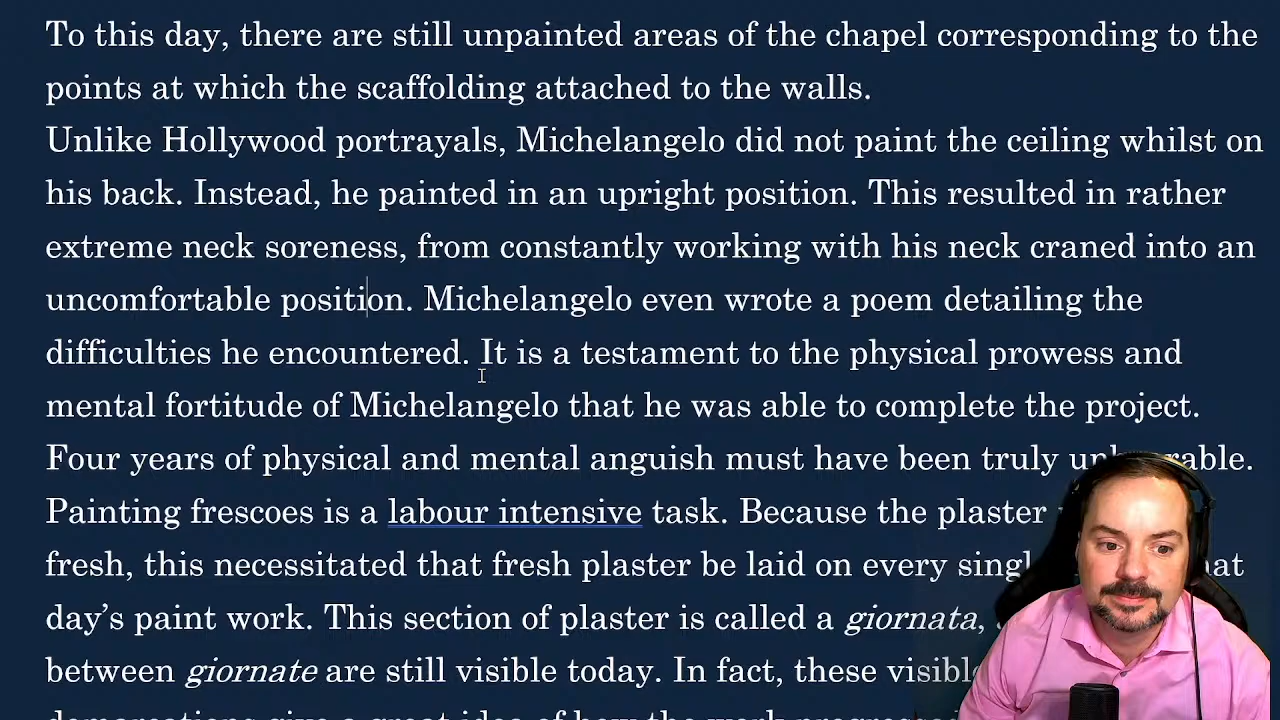 To this day, there are still unpainted areas of the chapel corresponding to the
points at which the scaffolding attached to the walls.
Unlike Hollywood portrayals, Michelangelo did not paint the ceiling whilst on
his back. Instead, he painted in an upright position. This resulted in rather
extreme neck soreness, from constantly working with his neck craned into an
uncomfortable position. Michelangelo even wrote a poem detailing the
difficulties he encountered. It is a testament to the physical prowess and
mental fortitude of Michelangelo that he was able to complete the project.
Four years of physical and mental anguish must have been truly
Painting frescoes is a labour intensive task. Because the plaster
fresh, this necessitated that fresh plaster be laid on every
day’s paint work. This section of plaster is called a giornata,
between giornate are still visible today. In fact, these